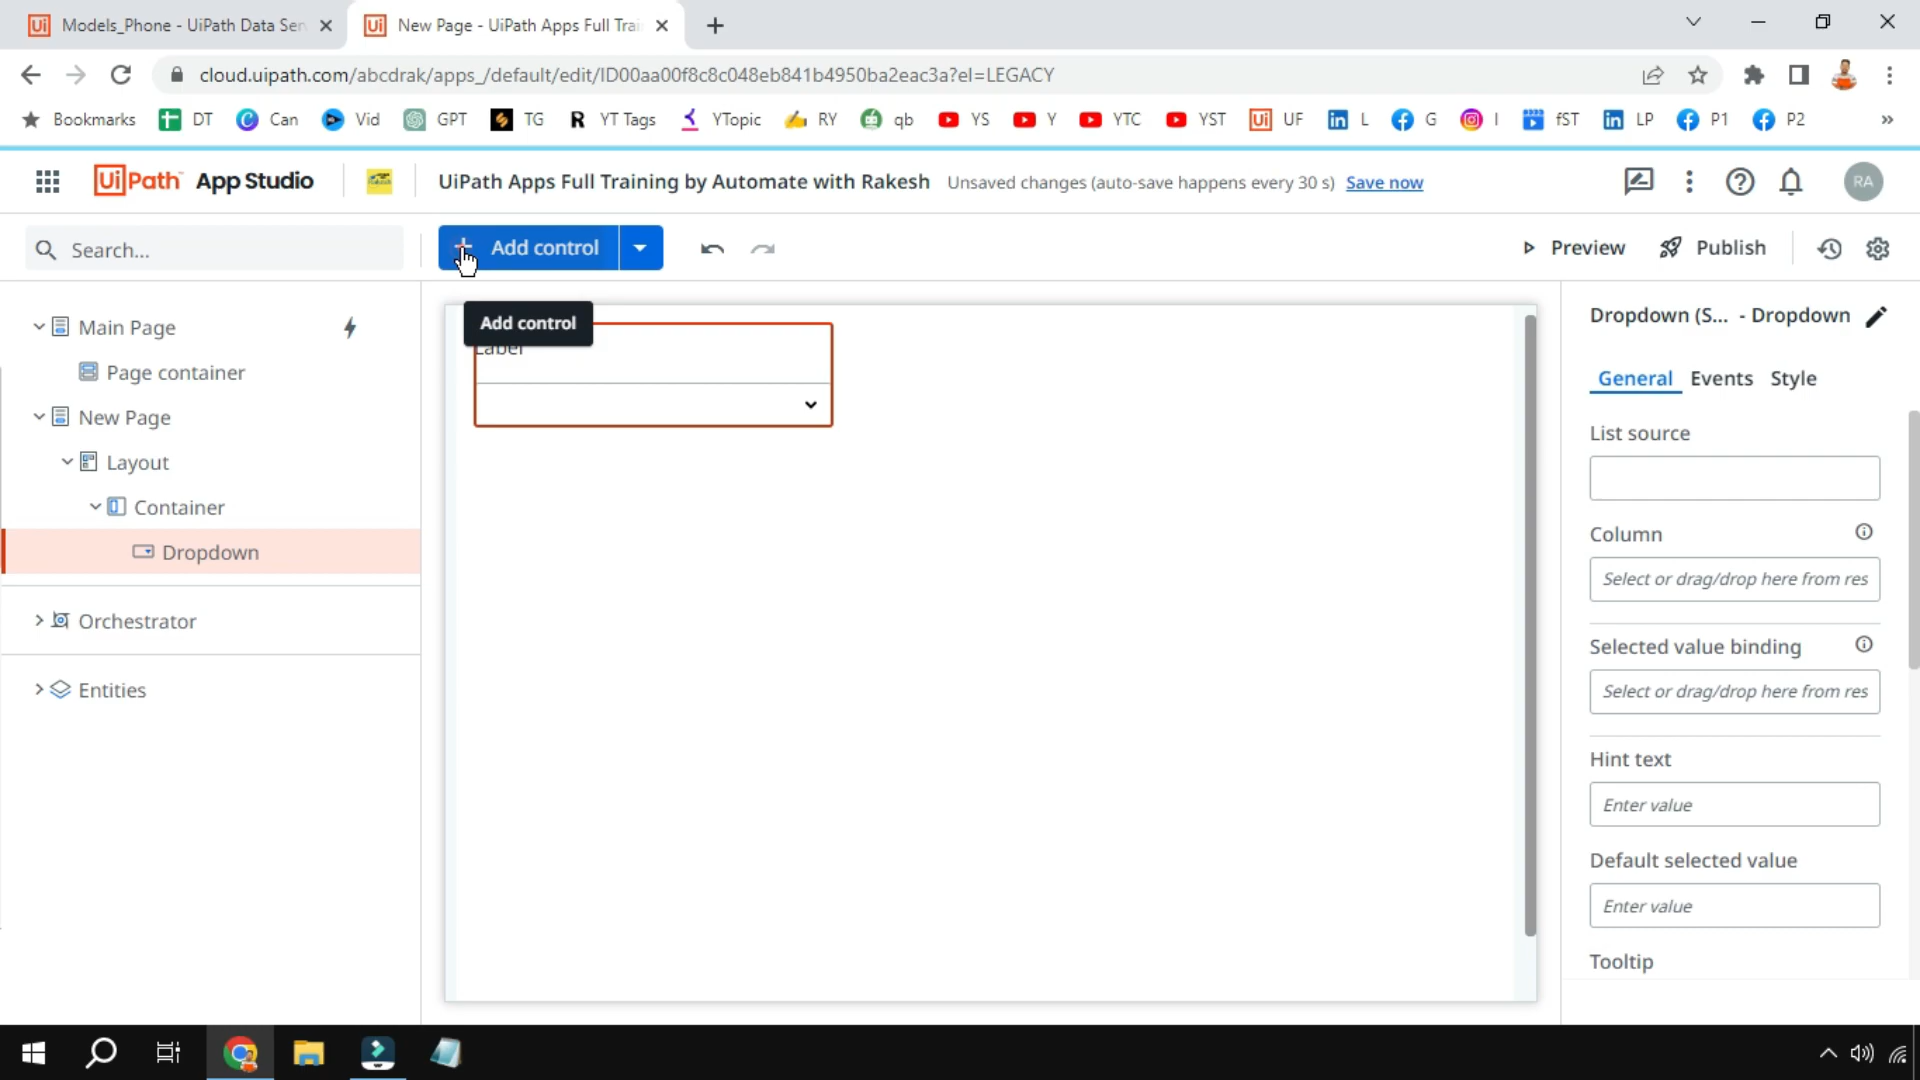 Models_Phone - UiPath Data Ser
New Page - UiPath Apps Full Trai
cloud.uipath.com/abcdrak/apps_/default/edit/ID00aa00f8c8c048eb841b4950ba2eac3a?el=LEGACY
Bookmarks DT Can Vid GPT TG YT Tags YTopic RY qb YS Y YTC YST UF L G I fST LP P1 P2 »
UiPath App Studio UiPath Apps Full Training by Automate with Rakesh Unsaved changes (auto-save happens every 30 s) Save now RA
Search... Add control Preview Publish
Add control
Main Page
Page container
New Page
Layout
Container
Dropdown
Orchestrator
Entities
Label
Dropdown (S... - Dropdown
General Events Style
List source
Column
Select or drag/drop here from res
Selected value binding
Select or drag/drop here from res
Hint text
Enter value
Default selected value
Enter value
Tooltip